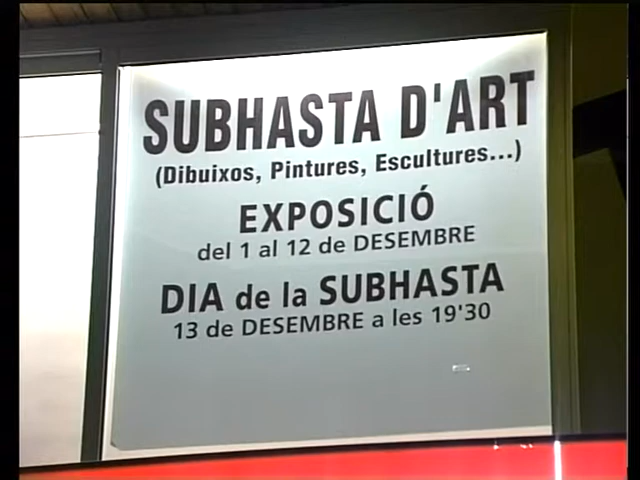 SUBHASTA D'ART
(Dibuixos, Pintures, Escultures...)
EXPOSICIÓ
del 1 al 12 de DESEMBRE
DIA de la SUBHASTA
13 de DESEMBRE a les 19'30